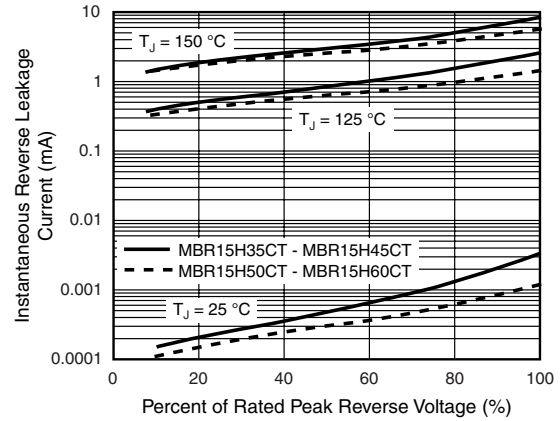 Instantaneous Reverse Leakage
Current (mA)
10
1
0.1
0.01
0.001
0.0001
T_J = 150 °C
T_J = 125 °C
MBR15H35CT - MBR15H45CT
MBR15H50CT - MBR15H60CT
T_J = 25 °C
0 20 40 60 80 100
Percent of Rated Peak Reverse Voltage (%)